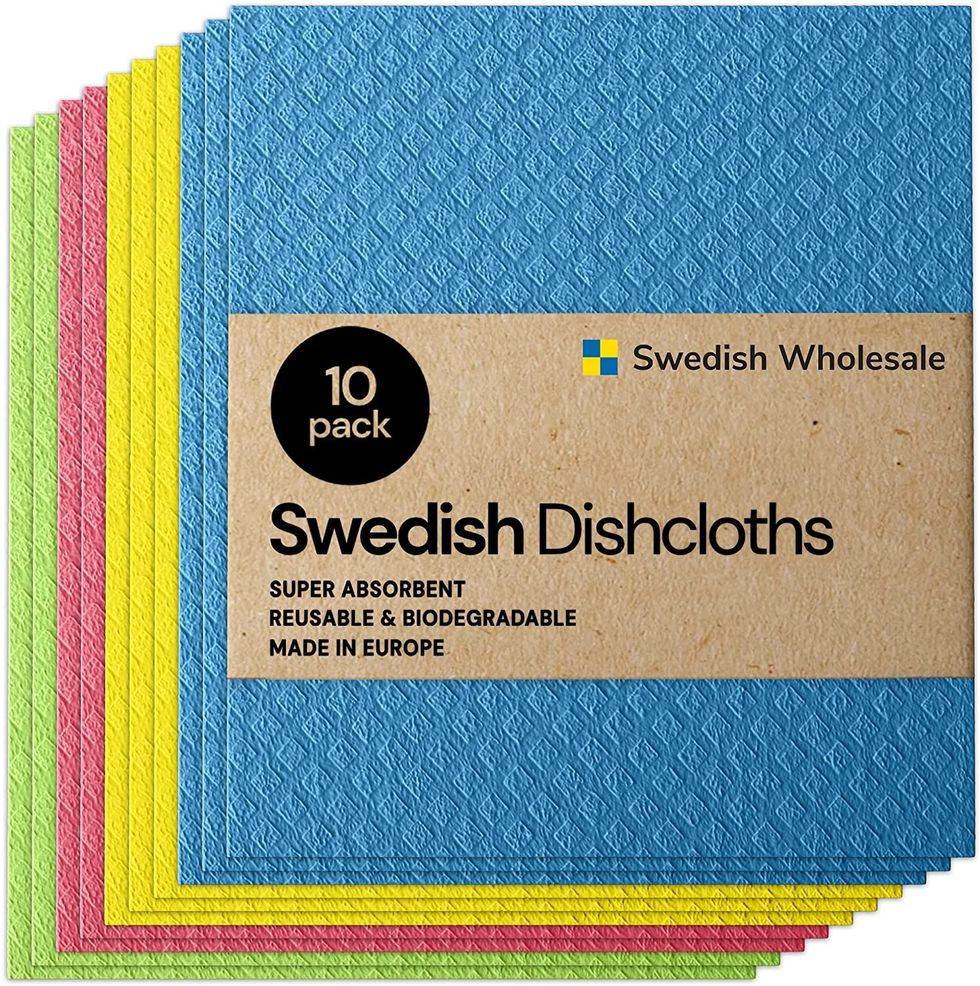 10
pack
Swedish Wholesale
Swedish Dishcloths
SUPER ABSORBENT
REUSABLE & BIODEGRADABLE
MADE IN EUROPE